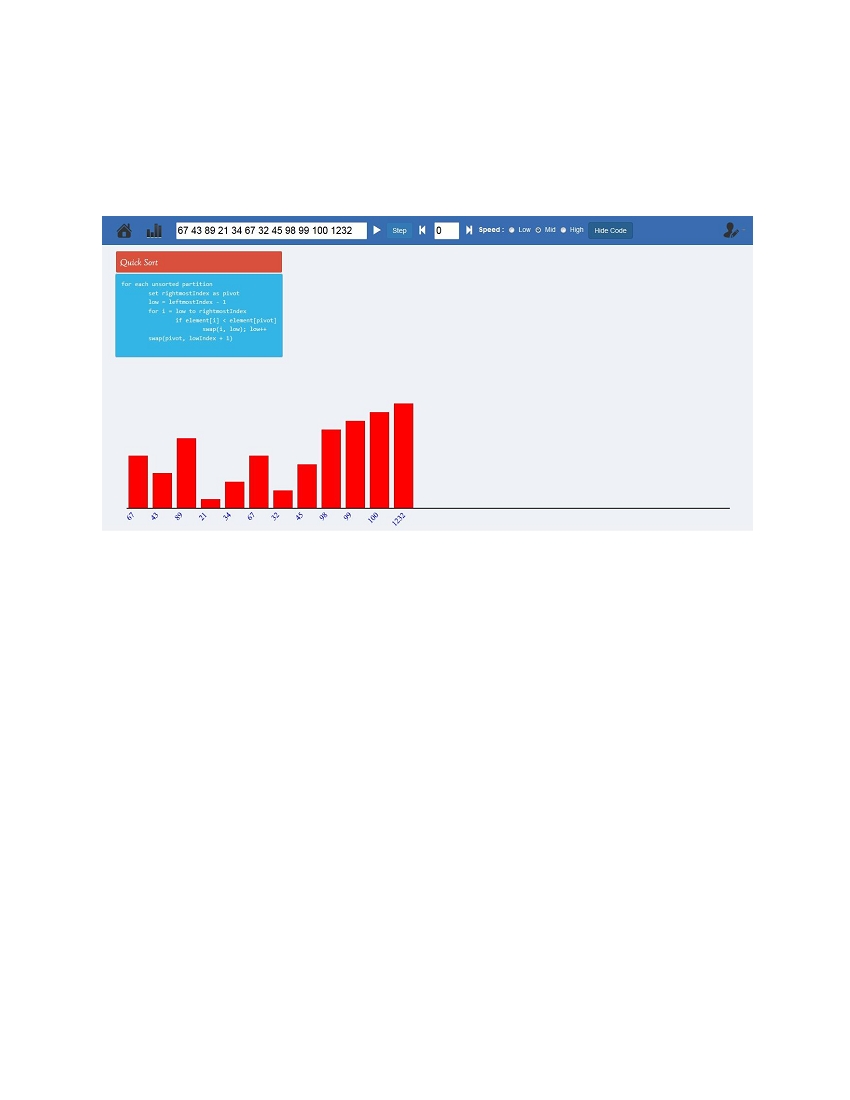 67 43 89 21 34 67 32 45 98 99 100 1232 Step 0 Speed : Low Mid High Hide Code
Quick Sort
for each unsorted partition
set rightmostIndex as pivot
low = leftmostIndex - 1
for i = low to rightmostIndex
if element[i] < element[pivot]
swap(i, low); low++
swap(pivot, lowIndex + 1)
67 43 89 21 34 67 32 45 98 99 100 1232